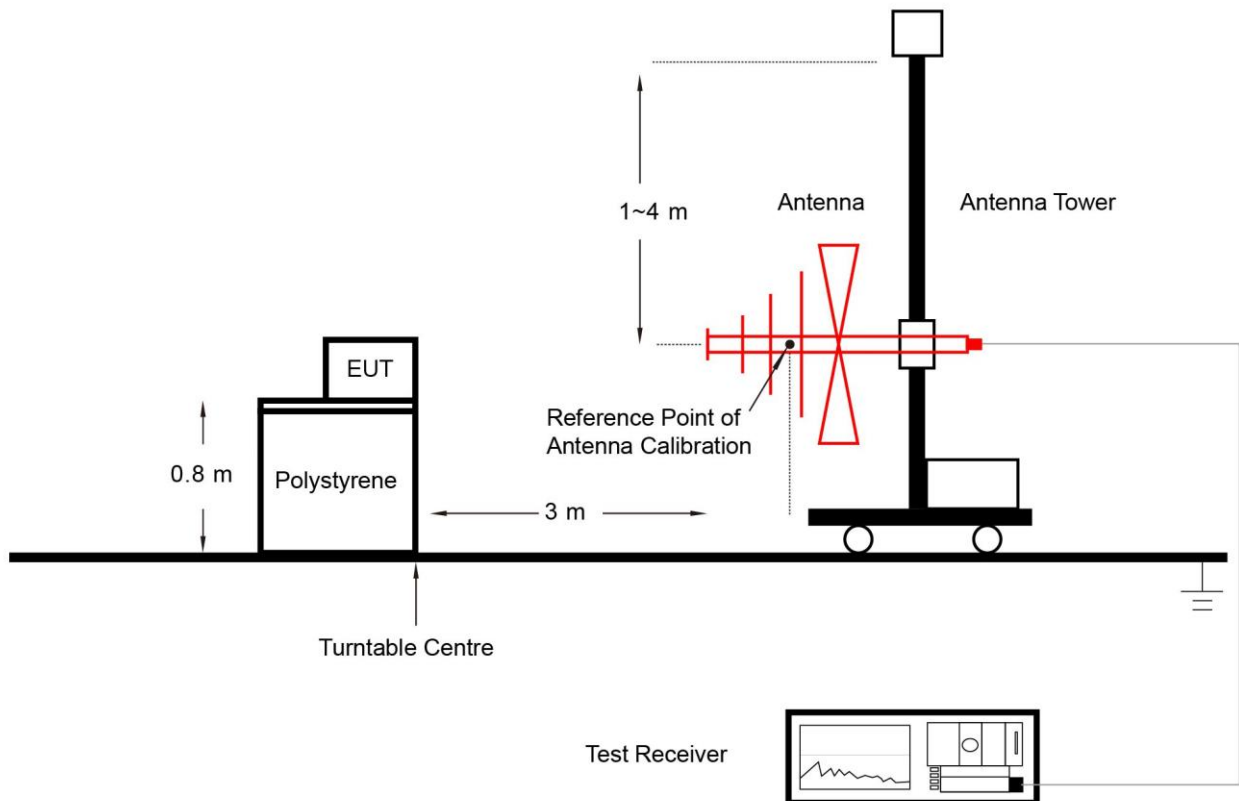 1~4 m
Antenna
Antenna Tower
EUT
Reference Point of
Antenna Calibration
0.8 m
Polystyrene
3 m
Turntable Centre
Test Receiver